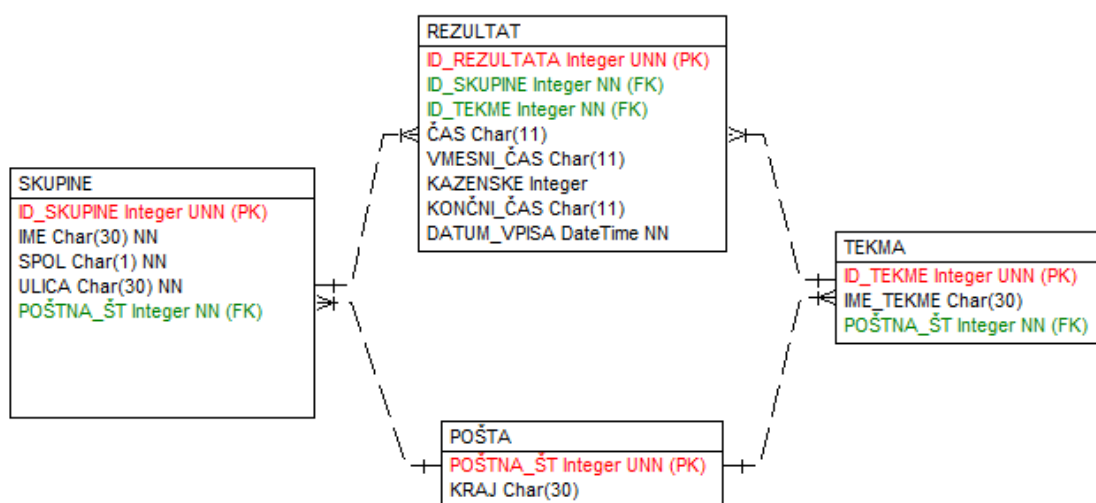 REZULTAT
ID_REZULTATA Integer UNN (PK)
ID_SKUPINE Integer NN (FK)
ID_TEKME Integer NN (FK)
ČAS Char(11)
VMESNI_ČAS Char(11)
KAZENSKE Integer
KONČNI_ČAS Char(11)
DATUM_VPISA DateTime NN
SKUPINE
ID_SKUPINE Integer UNN (PK)
IME Char(30) NN
SPOL Char(1) NN
ULICA Char(30) NN
POŠTNA_ŠT Integer NN (FK)
TEKMA
ID_TEKME Integer UNN (PK)
IME_TEKME Char(30)
POŠTNA_ŠT Integer NN (FK)
POŠTA
POŠTNA_ŠT Integer UNN (PK)
KRAJ Char(30)